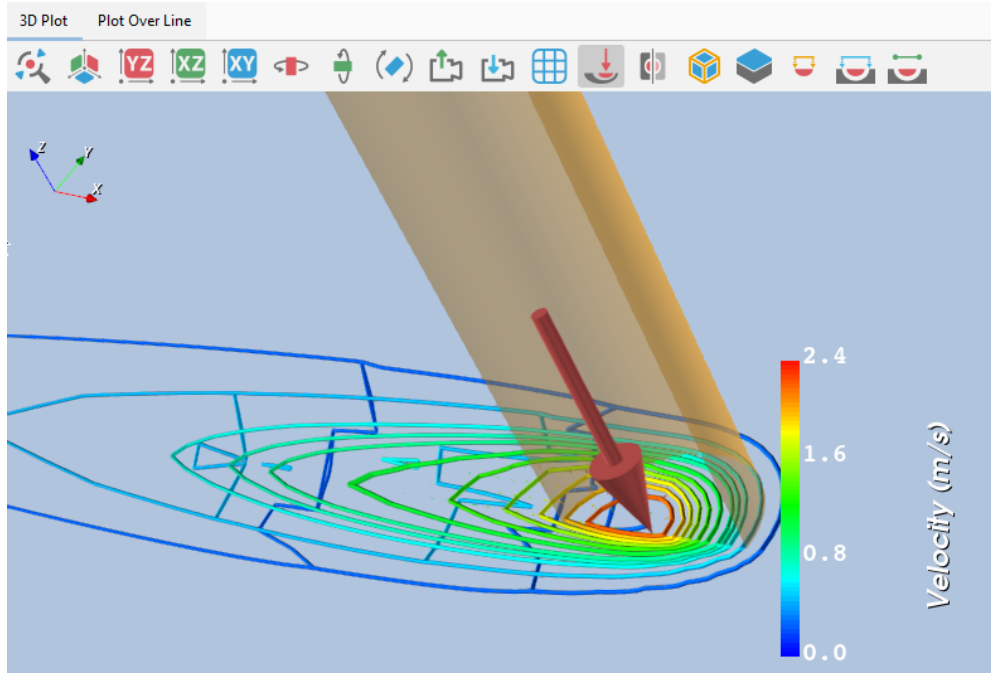 3D Plot Plot Over Line
YZ XZ XY
Z
Y
X
2.4
1.6
0.8
0.0
Velocity (m/s)